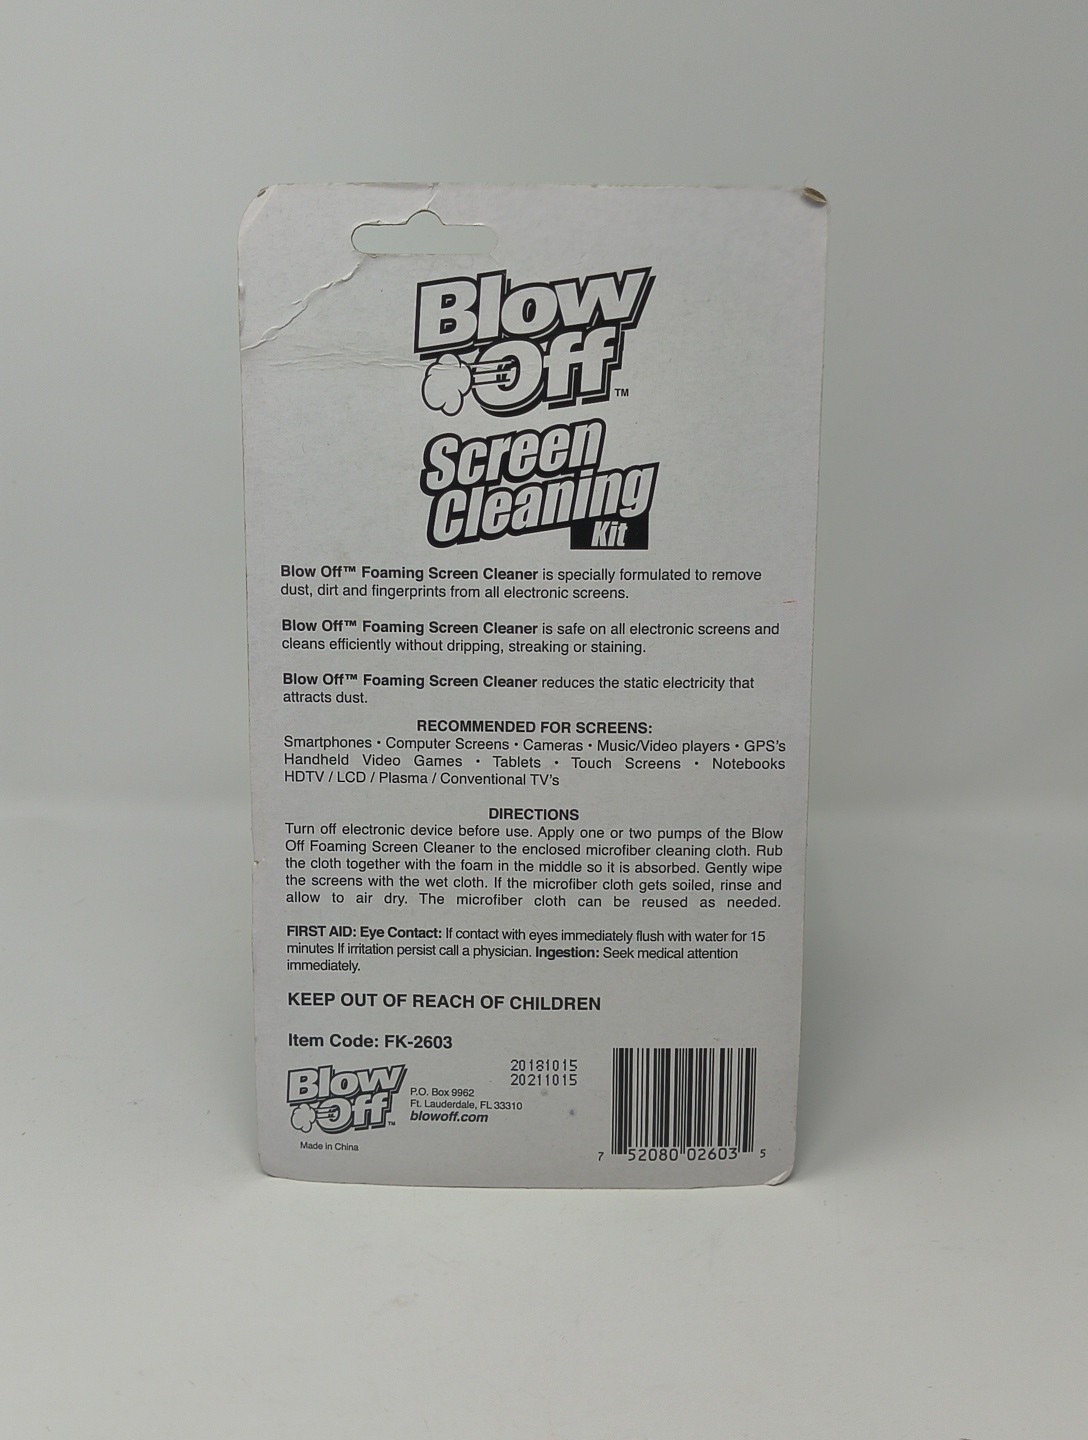 Blow
Off™
Screen
Cleaning
Kit
Blow Off™ Foaming Screen Cleaner is specially formulated to remove
dust, dirt and fingerprints from all electronic screens.
Blow Off™ Foaming Screen Cleaner is safe on all electronic screens and
cleans efficiently without dripping, streaking or staining.
Blow Off™ Foaming Screen Cleaner reduces the static electricity that
attracts dust.
RECOMMENDED FOR SCREENS:
Smartphones • Computer Screens • Cameras • Music/Video players • GPS's
Handheld Video Games • Tablets • Touch Screens • Notebooks
HDTV / LCD / Plasma / Conventional TV's
DIRECTIONS
Turn off electronic device before use. Apply one or two pumps of the Blow
Off Foaming Screen Cleaner to the enclosed microfiber cleaning cloth. Rub
the cloth together with the foam in the middle so it is absorbed. Gently wipe
the screens with the wet cloth. If the microfiber cloth gets soiled, rinse and
allow to air dry. The microfiber cloth can be reused as needed.
FIRST AID: Eye Contact: If contact with eyes immediately flush with water for 15
minutes If irritation persist call a physician. Ingestion: Seek medical attention
immediately.
KEEP OUT OF REACH OF CHILDREN
Item Code: FK-2603
Blow
Off™
Made in China
20181015
20211015
P.O. Box 9962
Ft. Lauderdale, FL 33310
blowoff.com
7 52080 02603 5